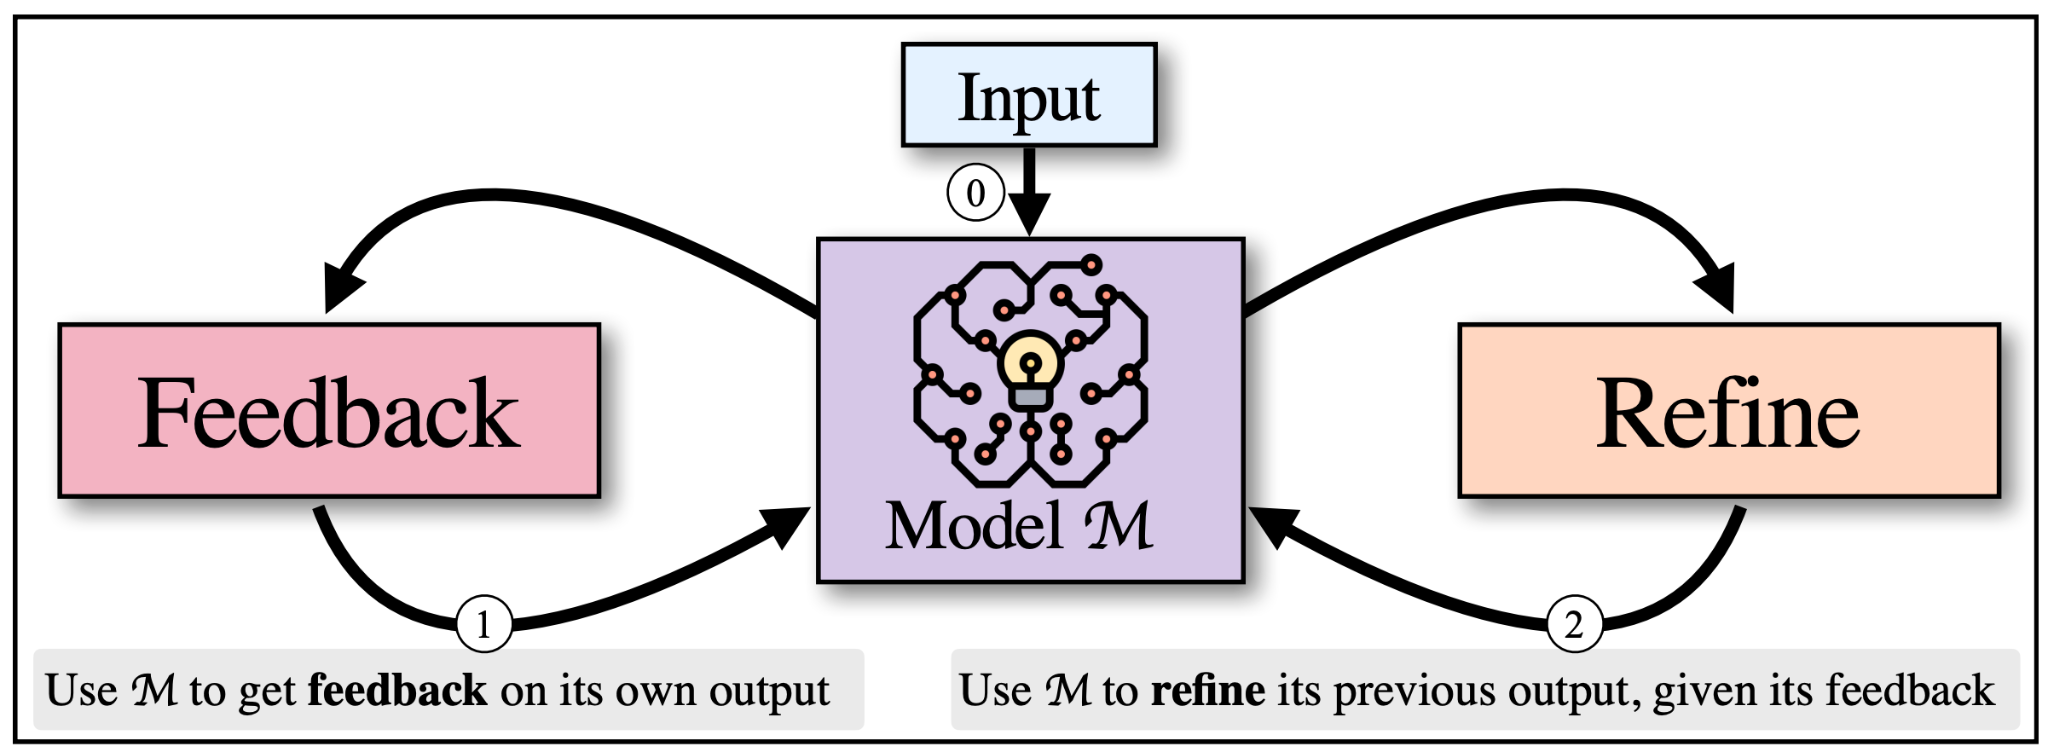 Input
0
Feedback
Refine
Model ℳ
1
2
Use ℳ to get feedback on its own output
Use ℳ to refine its previous output, given its feedback